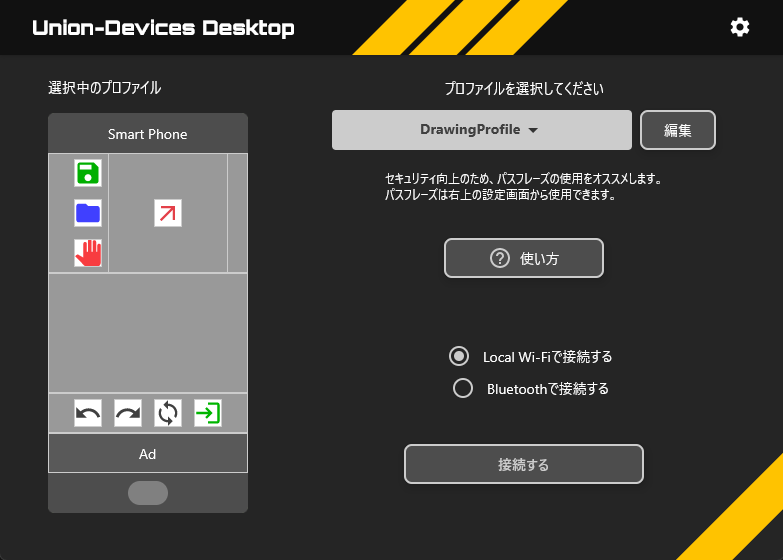 Union-Devices Desktop
選択中のプロファイル
Smart Phone
Ad
プロファイルを選択してください
DrawingProfile
編集
セキュリティ向上のため、パスフレーズの使用をオススメします。
パスフレーズは右上の設定画面から使用できます。
使い方
Local Wi-Fiで接続する
Bluetoothで接続する
接続する